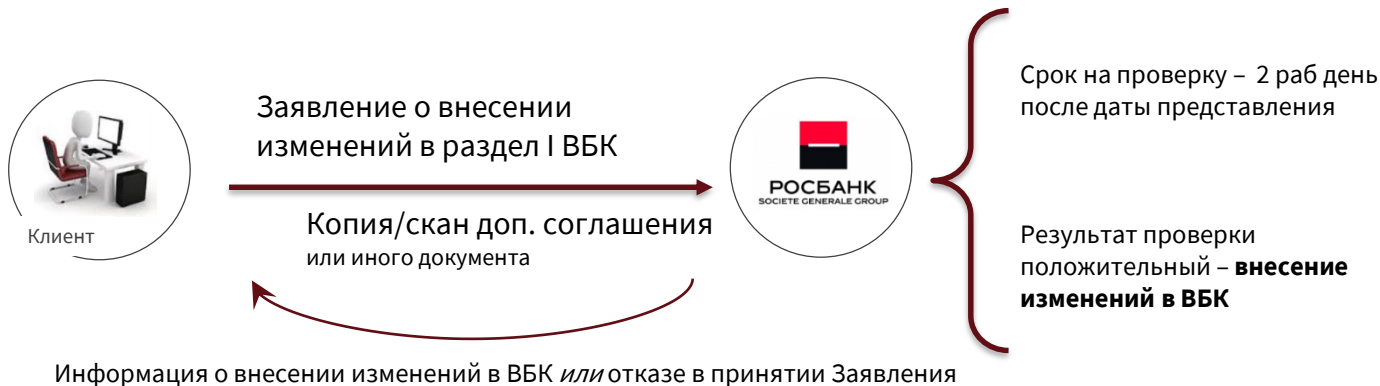 Заявление о внесении
изменений в раздел I ВБК
Копия/скан доп. соглашения
или иного документа
Клиент
РОСБАНК
SOCIETE GENERALE GROUP
Срок на проверку – 2 раб день
после даты представления
Результат проверки
положительный – внесение
изменений в ВБК
Информация о внесении изменений в ВБК или отказе в принятии Заявления